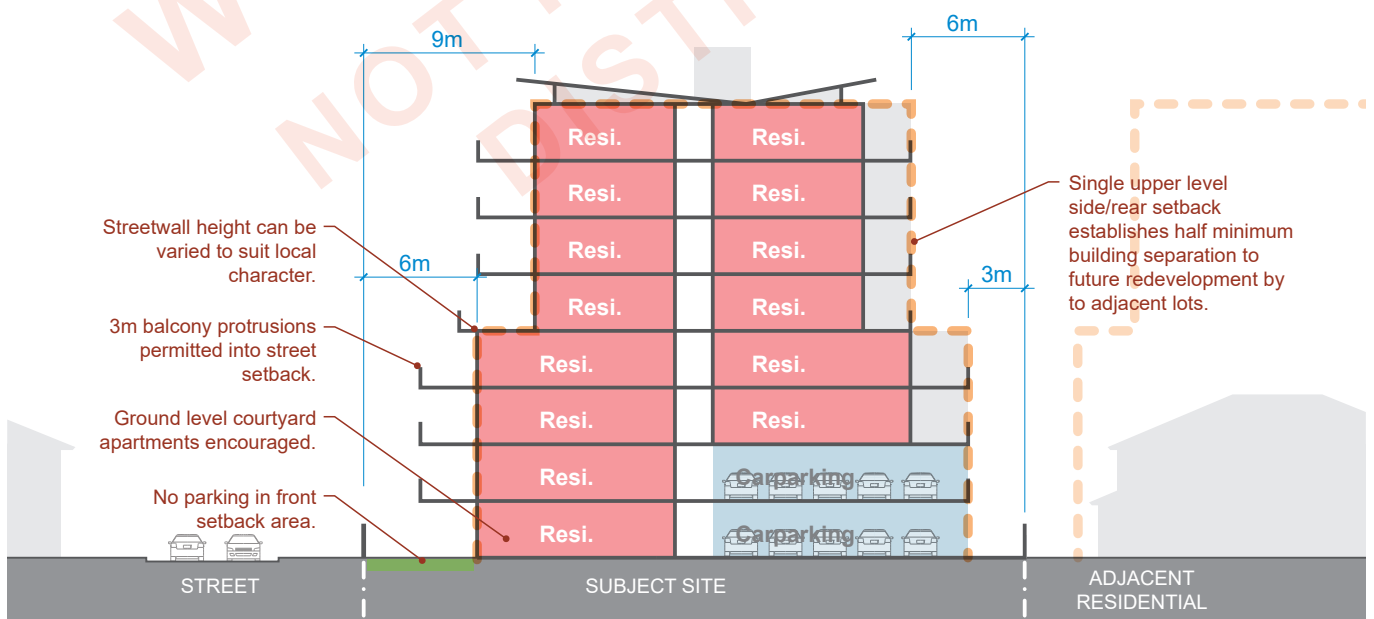 W
NOT
DIST
9m
6m
Resi.
Resi.
Resi.
Resi.
Streetwall height can be
varied to suit local
character.
6m
Single upper level
side/rear setback
establishes half minimum
building separation to
future redevelopment by
to adjacent lots.
Resi.
Resi.
3m
Resi.
Resi.
3m balcony protrusions
permitted into street
setback.
Resi.
Resi.
Ground level courtyard
apartments encouraged.
Resi.
Resi.
Resi.
Carparking
No parking in front
setback area.
Resi.
Carparking
STREET
SUBJECT SITE
ADJACENT
RESIDENTIAL